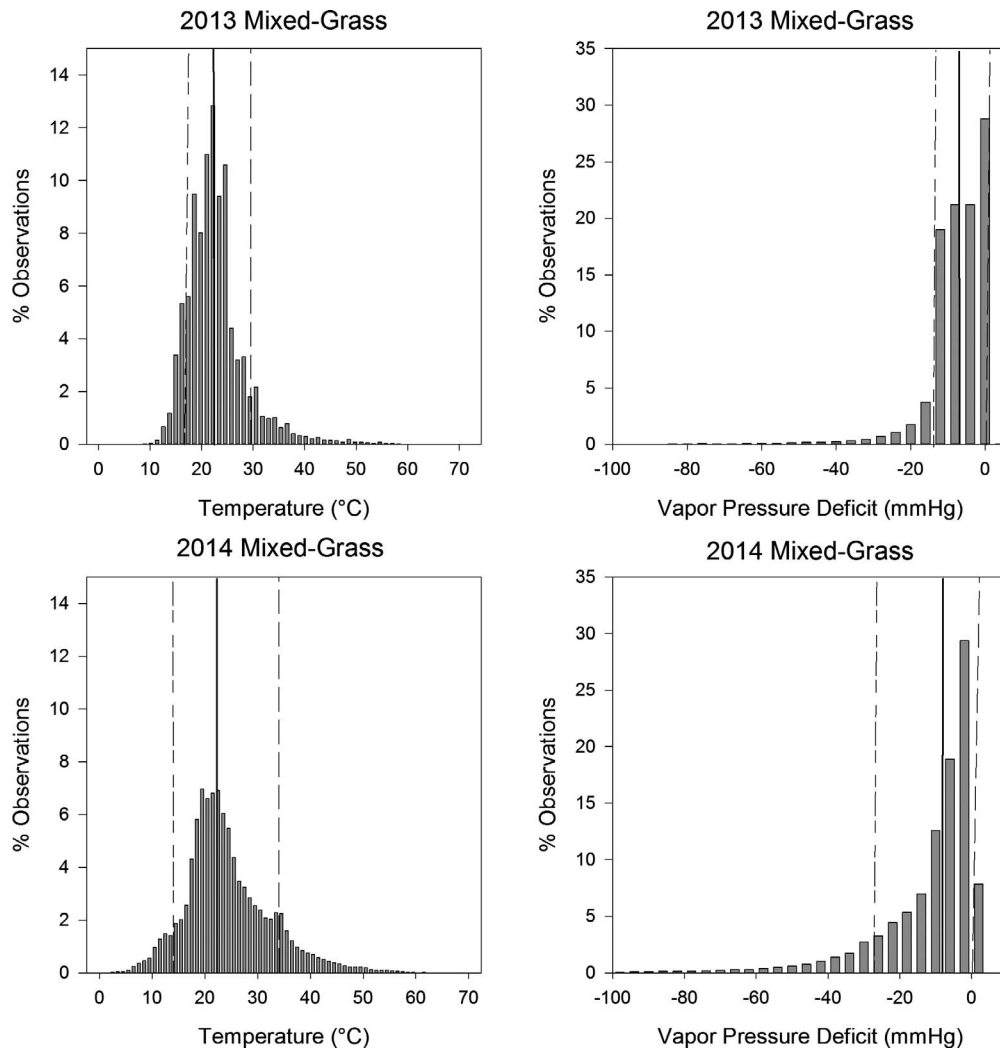 2013 Mixed-Grass
14
12
10
8
6
4
2
0
% Observations
0 10 20 30 40 50 60 70
Temperature (°C)
2013 Mixed-Grass
35
30
25
20
15
10
5
0
% Observations
-100 -80 -60 -40 -20 0
Vapor Pressure Deficit (mmHg)
2014 Mixed-Grass
14
12
10
8
6
4
2
0
% Observations
0 10 20 30 40 50 60 70
Temperature (°C)
2014 Mixed-Grass
35
30
25
20
15
10
5
0
% Observations
-100 -80 -60 -40 -20 0
Vapor Pressure Deficit (mmHg)